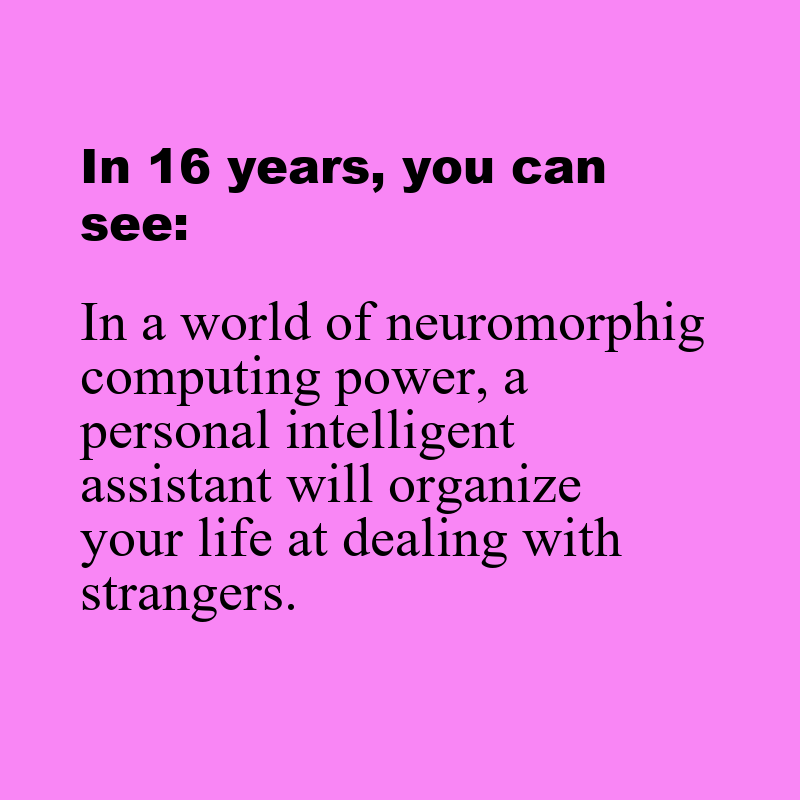 In 16 years, you can
see:
In a world of neuromorphig
computing power, a
personal intelligent
assistant will organize
your life at dealing with
strangers.